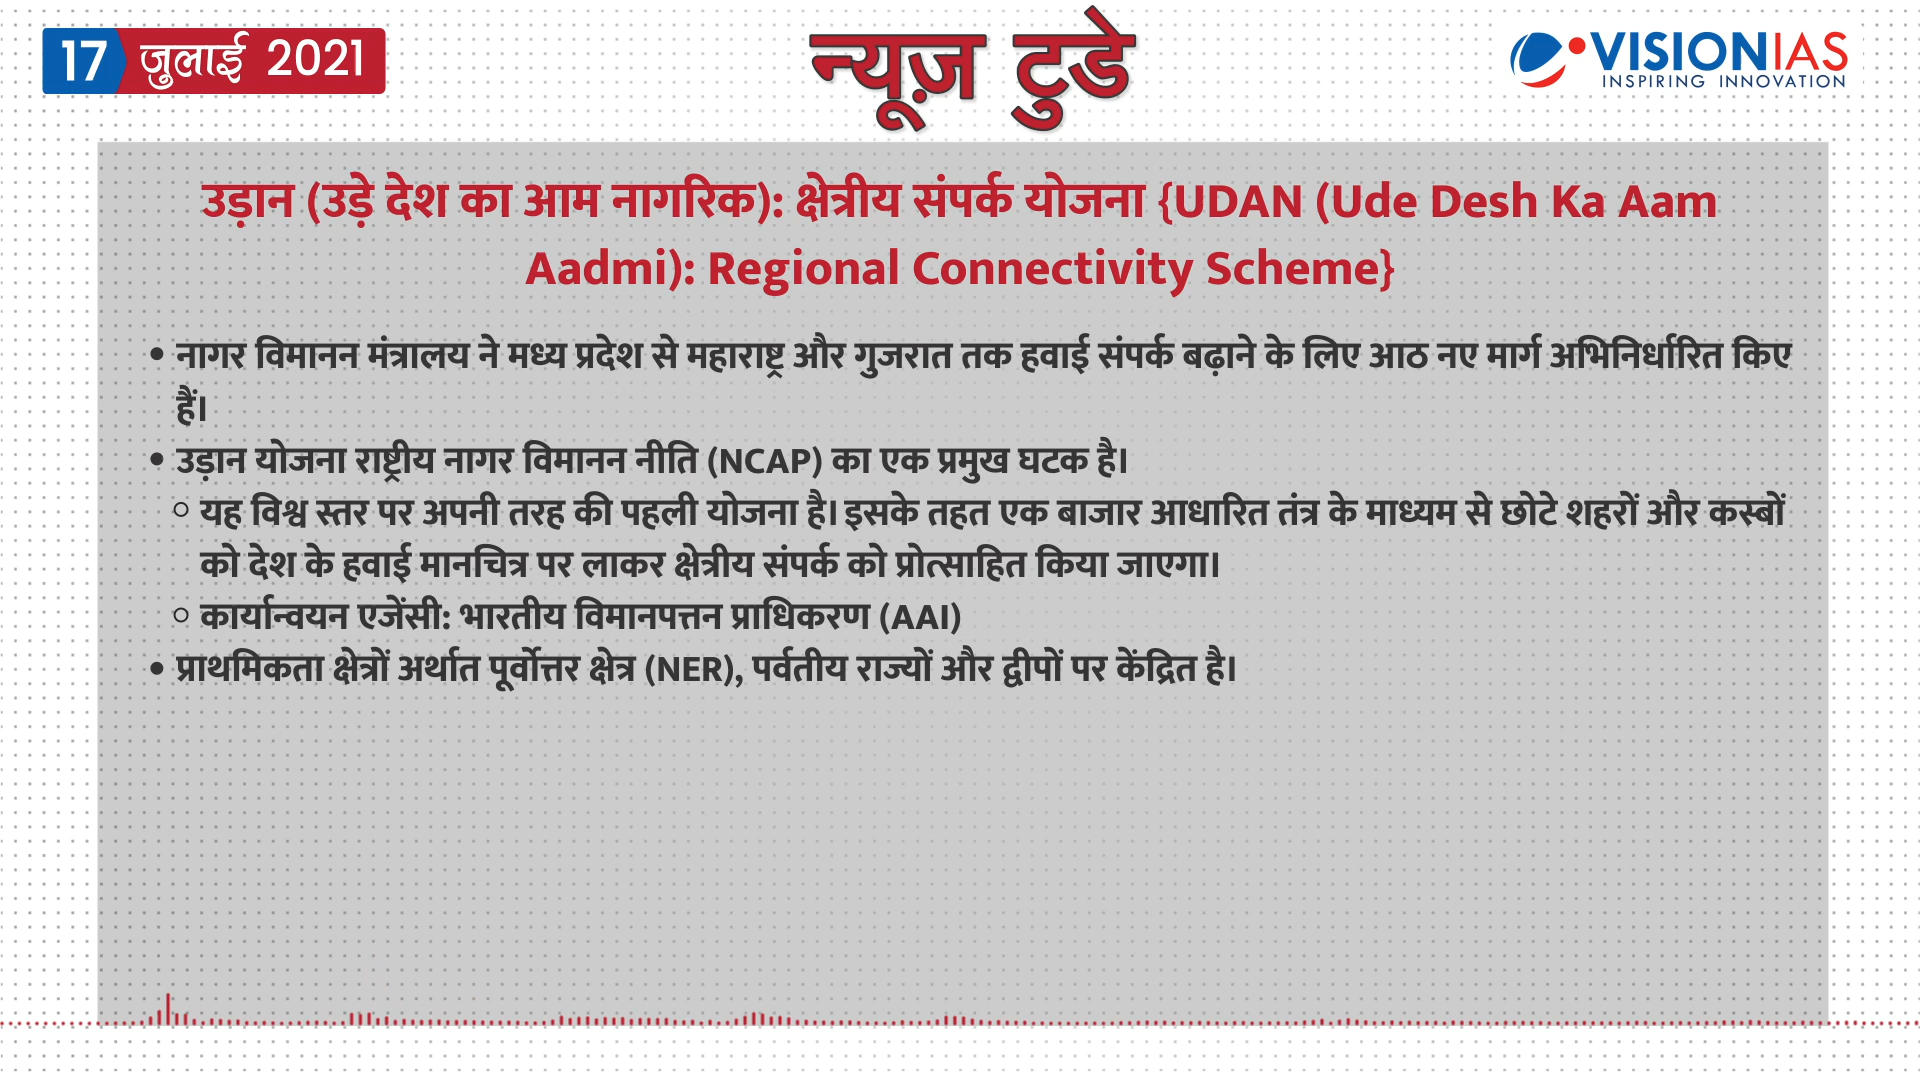 17 जुलाई 2021
न्यूज़ टुडे
VISIONIAS
INSPIRING INNOVATION
उड़ान (उड़े देश का आम नागरिक): क्षेत्रीय संपर्क योजना {UDAN (Ude Desh Ka Aam
Aadmi): Regional Connectivity Scheme}
• नागर विमानन मंत्रालय ने मध्य प्रदेश से महाराष्ट्र और गुजरात तक हवाई संपर्क बढ़ाने के लिए आठ नए मार्ग अभिनिर्धारित किए
हैं।
• उड़ान योजना राष्ट्रीय नागर विमानन नीति (NCAP) का एक प्रमुख घटक है।
○ यह विश्व स्तर पर अपनी तरह की पहली योजना है। इसके तहत एक बाजार आधारित तंत्र के माध्यम से छोटे शहरों और कस्बों
को देश के हवाई मानचित्र पर लाकर क्षेत्रीय संपर्क को प्रोत्साहित किया जाएगा।
○ कार्यान्वयन एजेंसी: भारतीय विमानपत्तन प्राधिकरण (AAI)
• प्राथमिकता क्षेत्रों अर्थात पूर्वोत्तर क्षेत्र (NER), पर्वतीय राज्यों और द्वीपों पर केंद्रित है।